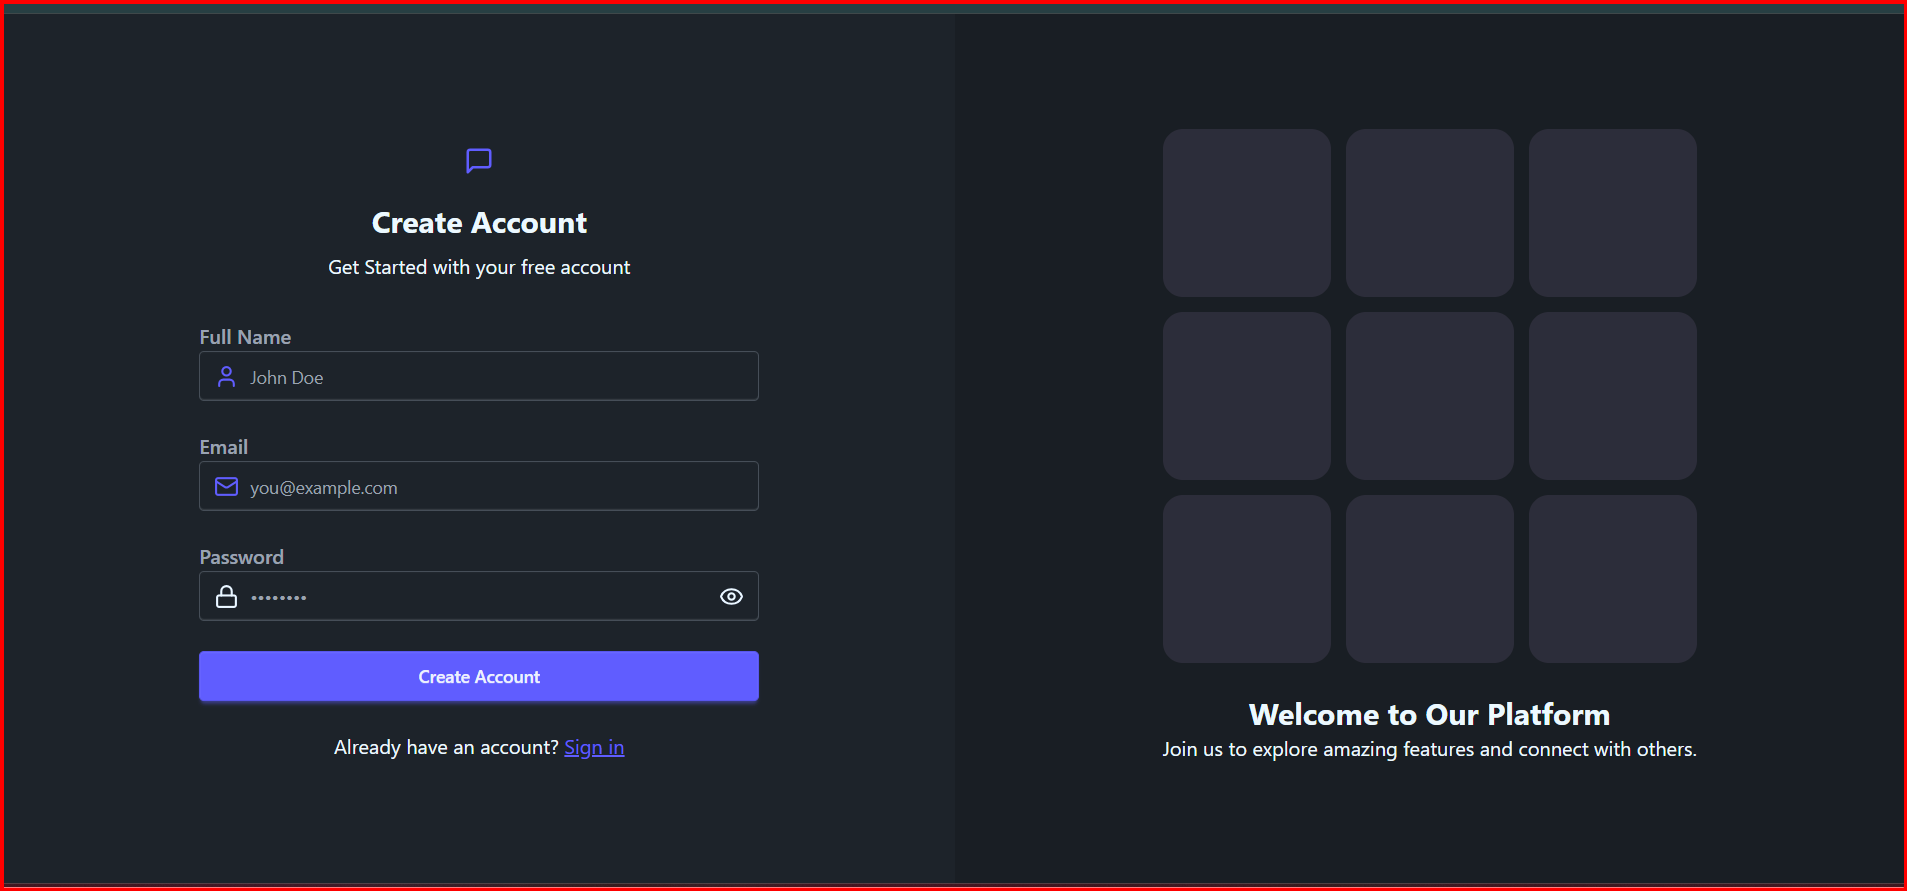 Create Account
Get Started with your free account
Full Name
John Doe
Email
you@example.com
Password
••••••••
Create Account
Already have an account? Sign in
Welcome to Our Platform
Join us to explore amazing features and connect with others.